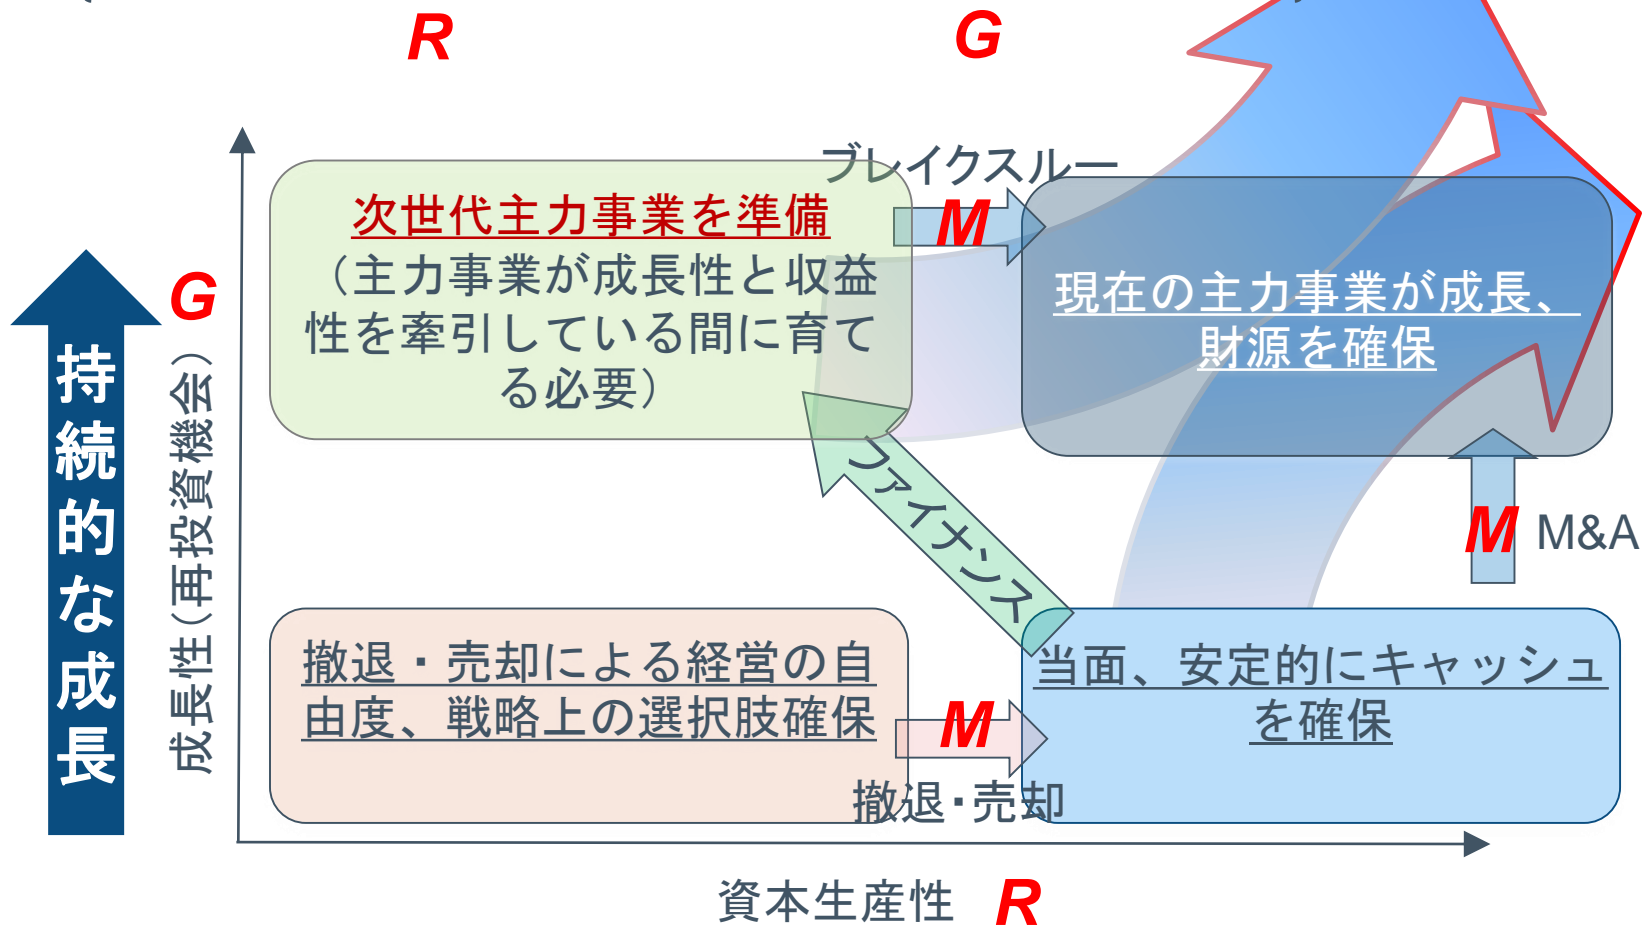 R
G
ブレイクスルー
M
次世代主力事業を準備
（主力事業が成長性と収益
性を牽引している間に育て
る必要）
現在の主力事業が成長、
財源を確保
G
成長性（再投資機会）
持続的な成長
ファイナンス
M
M&A
撤退・売却による経営の自
由度、戦略上の選択肢確保
M
撤退・売却
当面、安定的にキャッシュ
を確保
資本生産性
R